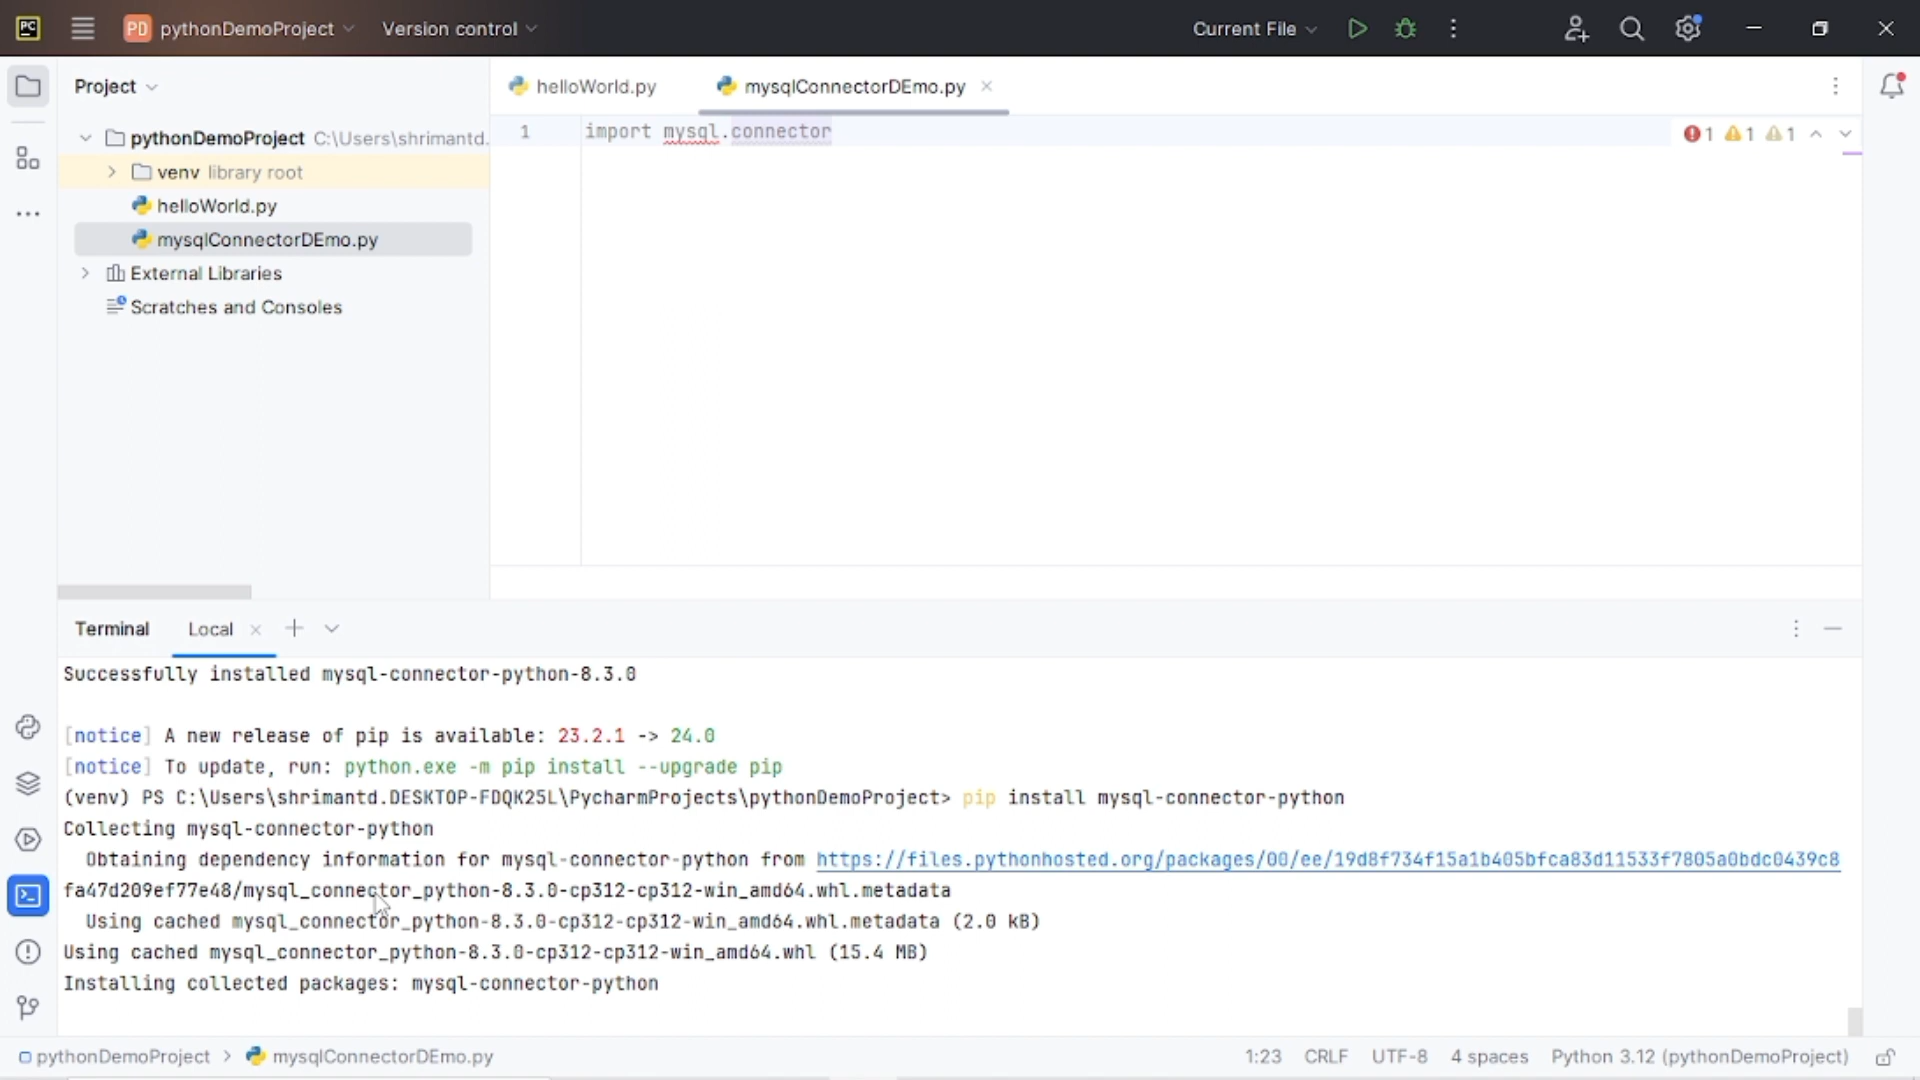 PC
PD pythonDemoProject
Version control
Current File
Project
helloWorld.py
mysqlConnectorDEmo.py
pythonDemoProject C:\Users\shrimantd.
venv library root
helloWorld.py
mysqlConnectorDEmo.py
External Libraries
Scratches and Consoles
1 import mysql.connector
1 1 1
Terminal
Local
Successfully installed mysql-connector-python-8.3.0
[notice] A new release of pip is available: 23.2.1 -> 24.0
[notice] To update, run: python.exe -m pip install --upgrade pip
(venv) PS C:\Users\shrimantd.DESKTOP-FDQK25L\PycharmProjects\pythonDemoProject> pip install mysql-connector-python
Collecting mysql-connector-python
Obtaining dependency information for mysql-connector-python from https://files.pythonhosted.org/packages/00/ee/19d8f734f15a1b405bfca83d11533f7805a0bdc0439c8
fa47d209ef77e48/mysql_connector_python-8.3.0-cp312-cp312-win_amd64.whl.metadata
Using cached mysql_connector_python-8.3.0-cp312-cp312-win_amd64.whl.metadata (2.0 kB)
Using cached mysql_connector_python-8.3.0-cp312-cp312-win_amd64.whl (15.4 MB)
Installing collected packages: mysql-connector-python
pythonDemoProject > mysqlConnectorDEmo.py
1:23 CRLF UTF-8 4 spaces Python 3.12 (pythonDemoProject)